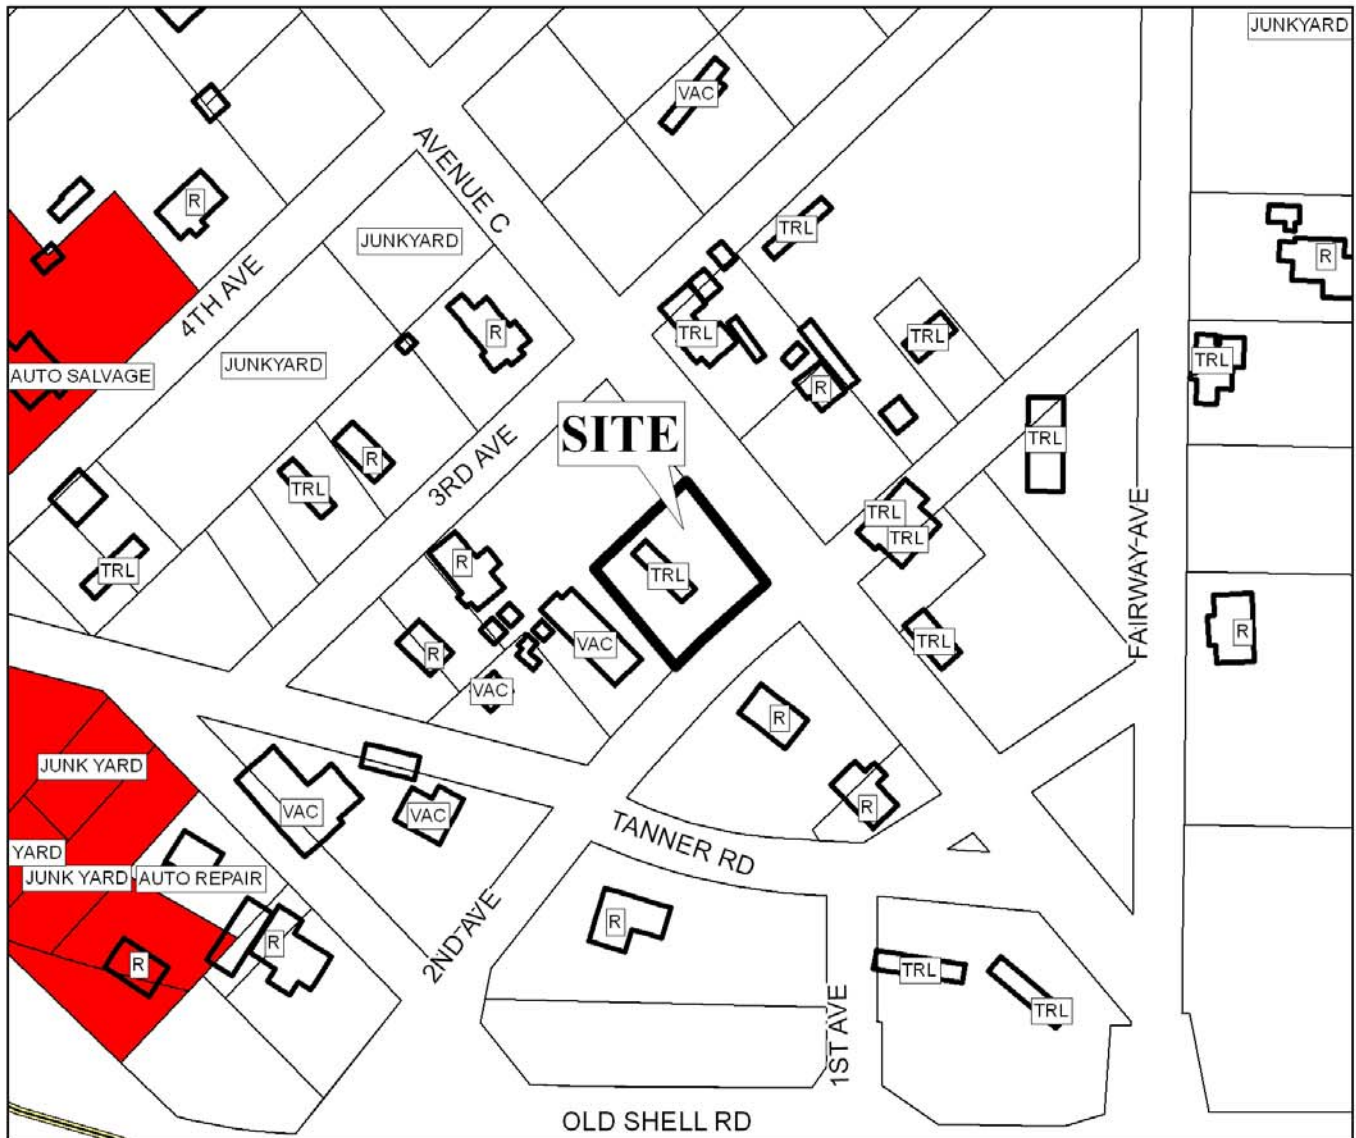 JUNKYARD
VAC
AVENUE C
R
TRL
JUNKYARD
R
4TH AVE
R
TRL
TRL
TRL
JUNKYARD
AUTO SALVAGE
R
SITE
TRL
R
3RD AVE
TRL
TRL
TRL
R
TRL
TRL
FAIRWAY AVE
R
TRL
R
VAC
VAC
R
JUNK YARD
VAC
VAC
R
TANNER RD
YARD
JUNK YARD
AUTO REPAIR
R
R
R
2ND AVE
TRL
TRL
1ST AVE
OLD SHELL RD